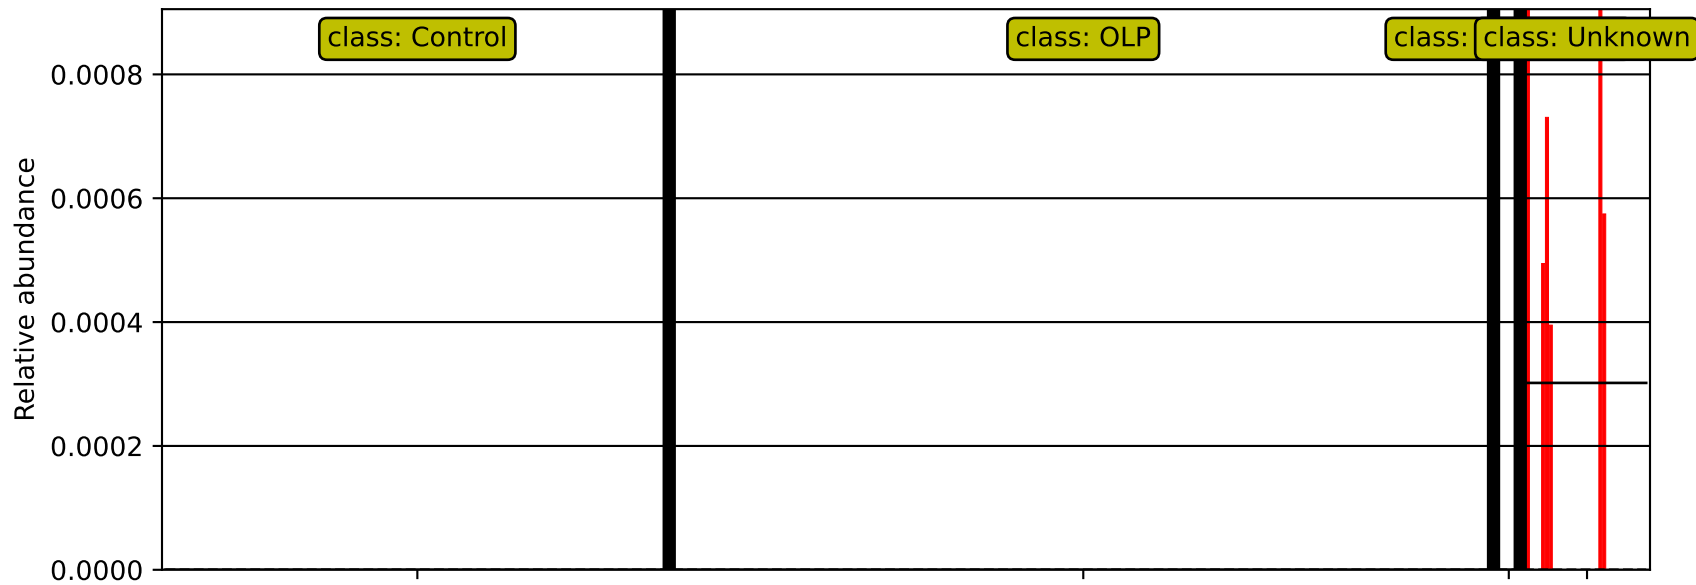 class: Control
class: OLP
class:
class: Unknown
0.0008
0.0006
0.0004
0.0002
0.0000
Relative abundance